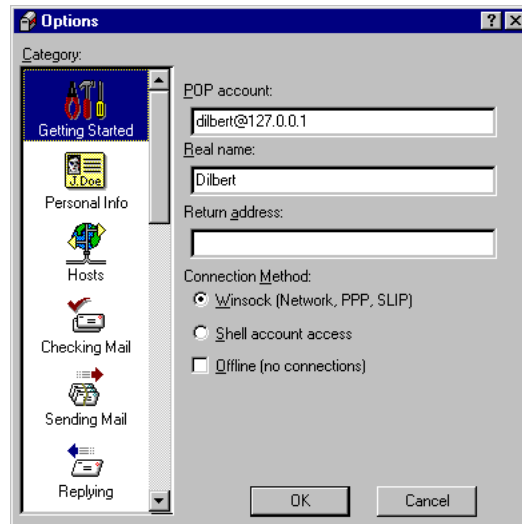 Options
Category:
Getting Started
J.Doe
Personal Info
Hosts
Checking Mail
Sending Mail
Replying
POP account:
dilbert@127.0.0.1
Real name:
Dilbert
Return address:
Connection Method:
Winsock (Network, PPP, SLIP)
Shell account access
Offline (no connections)
OK
Cancel